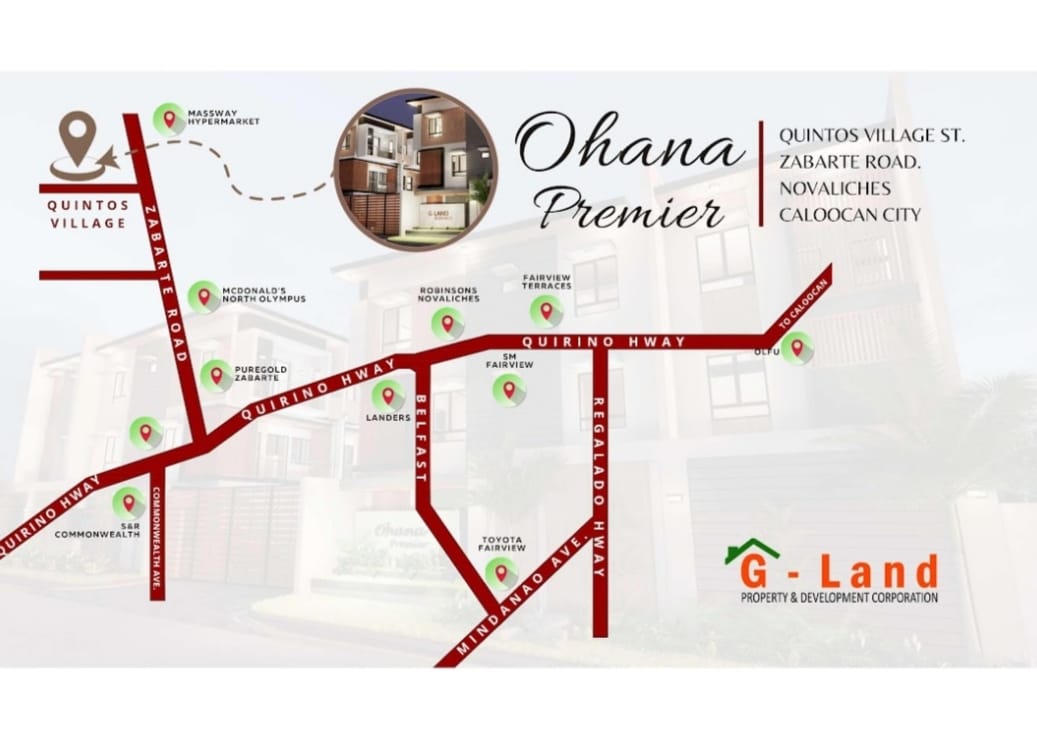 MASSWAY
HYPERMARKET
Ohana
Premier
QUINTOS VILLAGE ST.
ZABARTE ROAD.
NOVALICHES
CALOOCAN CITY
QUINTOS
VILLAGE
ZABARTE ROAD
G-LAND
MCDONALD'S
NORTH OLYMPUS
ROBINSONS
NOVALICHES
FAIRVIEW
TERRACES
TO CALOOCAN
QUIRINO HWAY
OLFU
SM
FAIRVIEW
PUREGOLD
ZABARTE
QUIRINO HWAY
LANDERS
BELFAST
REGALADO HWAY
QUIRINO HWAY
S&R
COMMONWEALTH
COMMONWEALTH AVE.
Ohana
Premier
TOYOTA
FAIRVIEW
MINDANAO AVE.
G - Land
PROPERTY & DEVELOPMENT CORPORATION